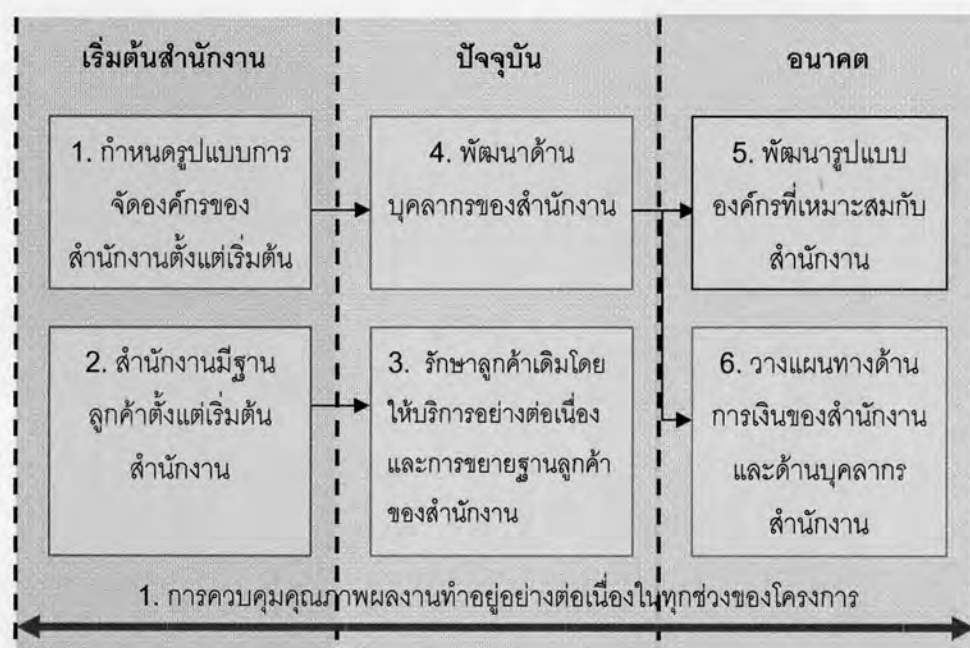 เริ่มต้นสำนักงาน
ปัจจุบัน
อนาคต
1. กำหนดรูปแบบการ
จัดองค์กรของ
สำนักงานตั้งแต่เริ่มต้น
4. พัฒนาด้าน
บุคลากรของสำนักงาน
5. พัฒนารูปแบบ
องค์กรที่เหมาะสมกับ
สำนักงาน
2. สำนักงานมีฐาน
ลูกค้าตั้งแต่เริ่มต้น
สำนักงาน
3. รักษาลูกค้าเดิมโดย
ให้บริการอย่างต่อเนื่อง
และการขยายฐานลูกค้า
ของสำนักงาน
6. วางแผนทางด้าน
การเงินของสำนักงาน
และด้านบุคลากร
สำนักงาน
1. การควบคุมคุณภาพผลงานทำอยู่อย่างต่อเนื่องในทุกช่วงของโครงการ